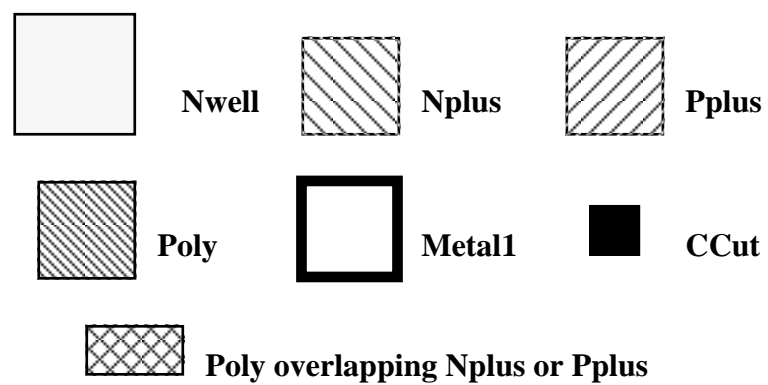 Nwell Nplus Pplus
Poly Metal1 CCut
Poly overlapping Nplus or Pplus